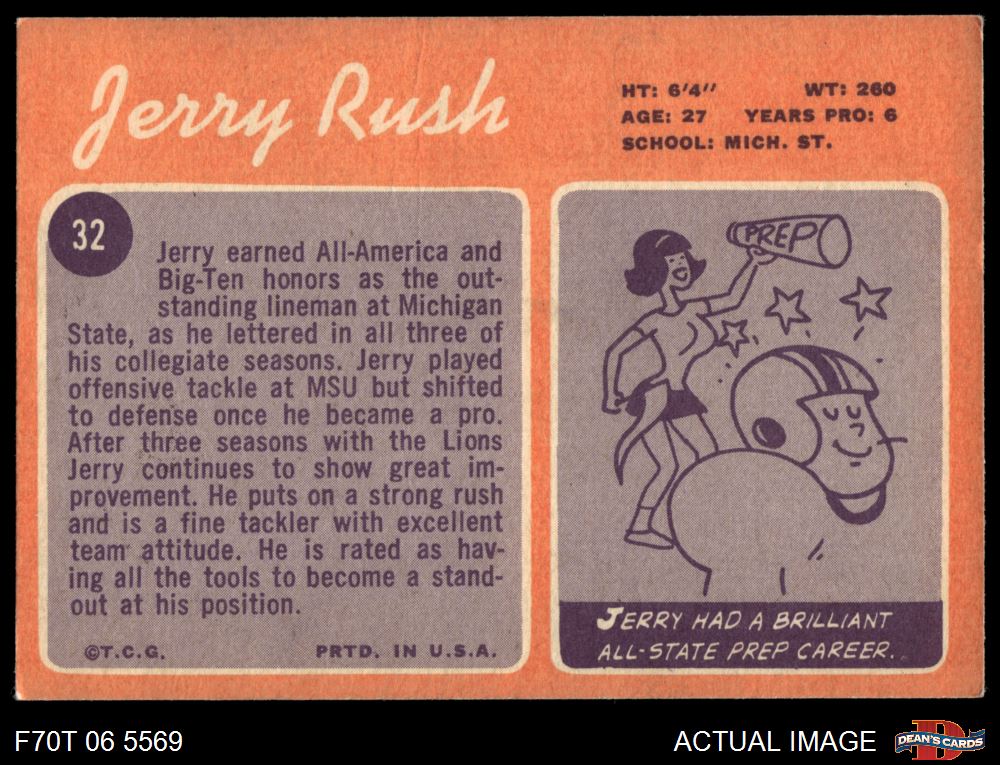 Jerry Rush
HT: 6'4" WT: 260
AGE: 27 YEARS PRO: 6
SCHOOL: MICH. ST.
32
Jerry earned All-America and
Big-Ten honors as the out-
standing lineman at Michigan
State, as he lettered in all three of
his collegiate seasons. Jerry played
offensive tackle at MSU but shifted
to defense once he became a pro.
After three seasons with the Lions
Jerry continues to show great im-
provement. He puts on a strong rush
and is a fine tackler with excellent
team attitude. He is rated as hav-
ing all the tools to become a stand-
out at his position.
©T.C.G. PRTD. IN U.S.A.
PREP
JERRY HAD A BRILLIANT
ALL-STATE PREP CAREER.
F70T 06 5569
ACTUAL IMAGE
D
DEAN'S CARDS